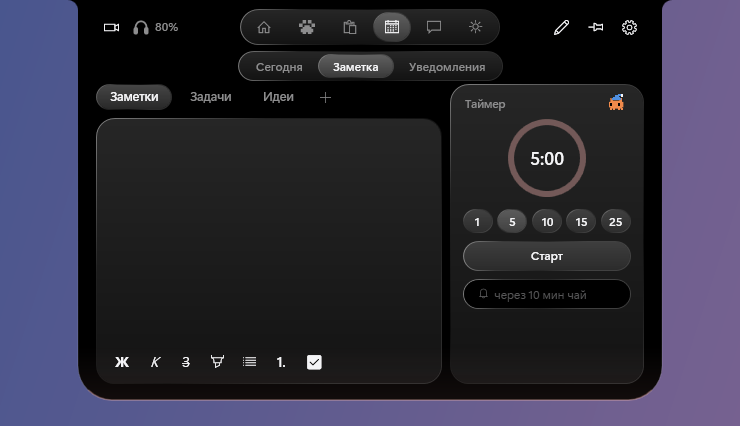 80%
Сегодня Заметка Уведомления
Заметки Задачи Идеи +
Таймер
5:00
1 5 10 15 25
Старт
через 10 мин чай
Ж К З 1.